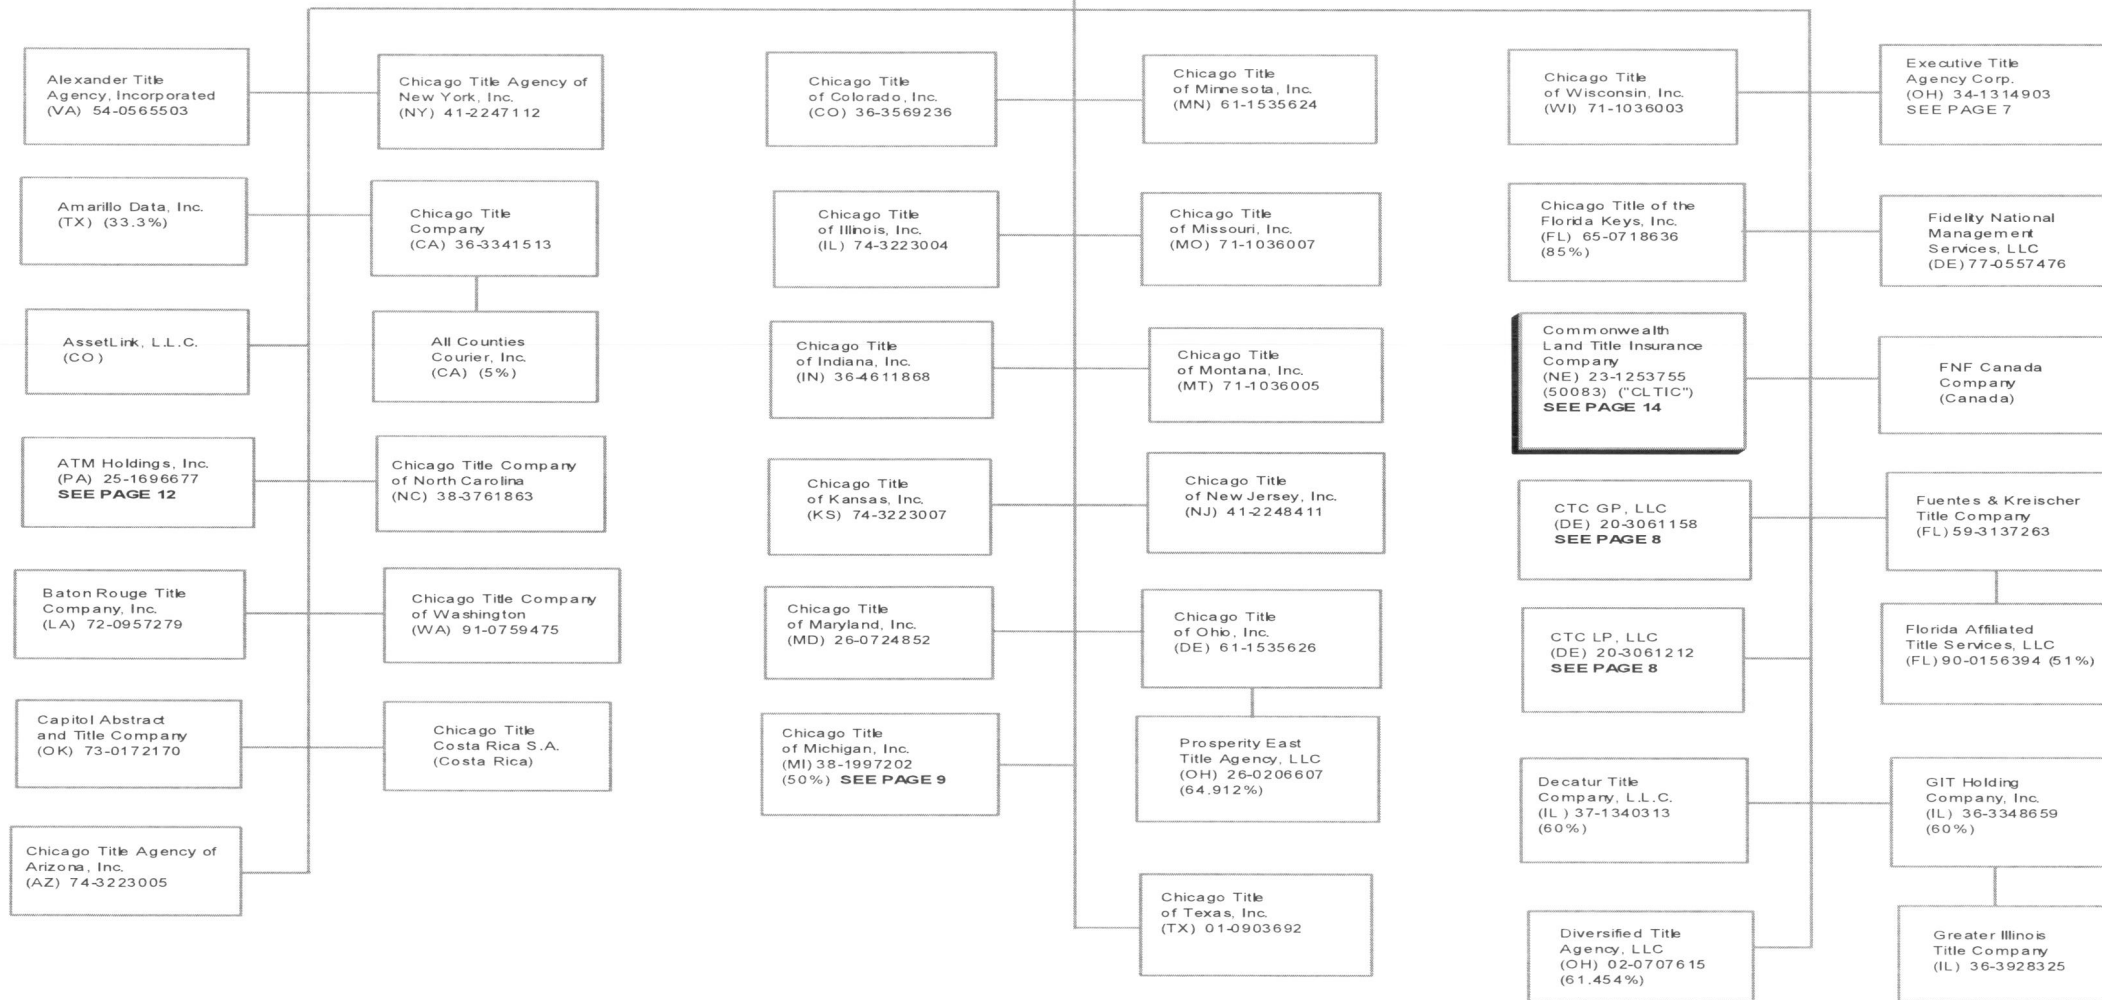 Alexander Title
Agency, Incorporated
(VA) 54-0565503
Chicago Title Agency of
New York, Inc.
(NY) 41-2247112
Amarillo Data, Inc.
(TX) (33.3%)
Chicago Title
Company
(CA) 36-3341513
AssetLink, L.L.C.
(CO)
All Counties
Courier, Inc.
(CA) (5%)
ATM Holdings, Inc.
(PA) 25-1696677
SEE PAGE 12
Chicago Title Company
of North Carolina
(NC) 38-3761863
Baton Rouge Title
Company, Inc.
(LA) 72-0957279
Chicago Title Company
of Washington
(WA) 91-0759475
Capitol Abstract
and Title Company
(OK) 73-0172170
Chicago Title
Costa Rica S.A.
(Costa Rica)
Chicago Title Agency of
Arizona, Inc.
(AZ) 74-3223005
Chicago Title
of Colorado, Inc.
(CO) 36-3569236
Chicago Title
of Minnesota, Inc.
(MN) 61-1535624
Chicago Title
of Illinois, Inc.
(IL) 74-3223004
Chicago Title
of Missouri, Inc.
(MO) 71-1036007
Chicago Title
of Indiana, Inc.
(IN) 36-4611868
Chicago Title
of Montana, Inc.
(MT) 71-1036005
Chicago Title
of Kansas, Inc.
(KS) 74-3223007
Chicago Title
of New Jersey, Inc.
(NJ) 41-2248411
Chicago Title
of Maryland, Inc.
(MD) 26-0724852
Chicago Title
of Ohio, Inc.
(DE) 61-1535626
Chicago Title
of Michigan, Inc.
(MI) 38-1997202
(50%) SEE PAGE 9
Prosperity East
Title Agency, LLC
(OH) 26-0206607
(64.912%)
Chicago Title
of Texas, Inc.
(TX) 01-0903692
Chicago Title
of Wisconsin, Inc.
(WI) 71-1036003
Executive Title
Agency Corp.
(OH) 34-1314903
SEE PAGE 7
Chicago Title of the
Florida Keys, Inc.
(FL) 65-0718636
(85%)
Fidelity National
Management
Services, LLC
(DE) 77-0557476
Commonwealth
Land Title Insurance
Company
(NE) 23-1253755
(50083) ("CLTIC")
SEE PAGE 14
FNF Canada
Company
(Canada)
CTC GP, LLC
(DE) 20-3061158
SEE PAGE 8
Fuentes & Kreischer
Title Company
(FL) 59-3137263
CTC LP, LLC
(DE) 20-3061212
SEE PAGE 8
Florida Affiliated
Title Services, LLC
(FL) 90-0156394 (51%)
Decatur Title
Company, L.L.C.
(IL ) 37-1340313
(60%)
GIT Holding
Company, Inc.
(IL) 36-3348659
(60%)
Diversified Title
Agency, LLC
(OH) 02-0707615
(61.454%)
Greater Illinois
Title Company
(IL) 36-3928325